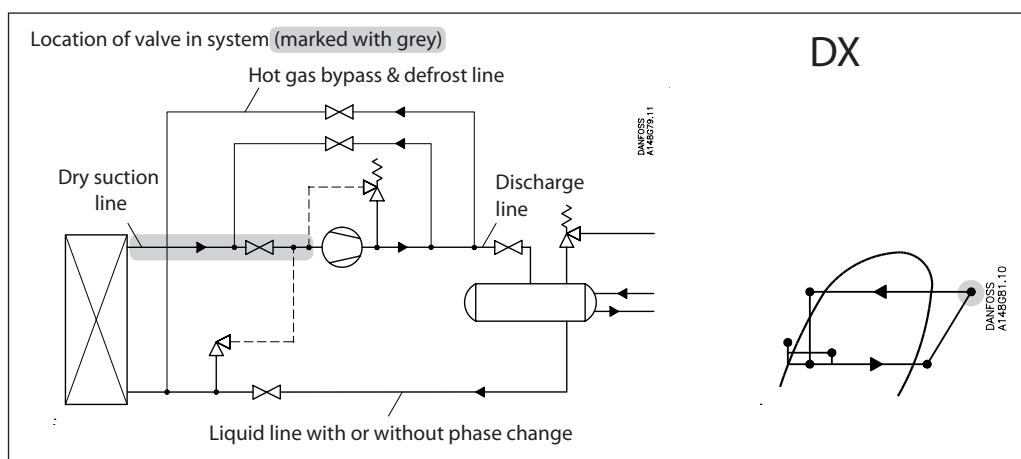 Location of valve in system (marked with grey)
DX
Hot gas bypass & defrost line
DANFOSS
A148G79.11
Dry suction
line
Discharge
line
DANFOSS
A148G81.10
Liquid line with or without phase change